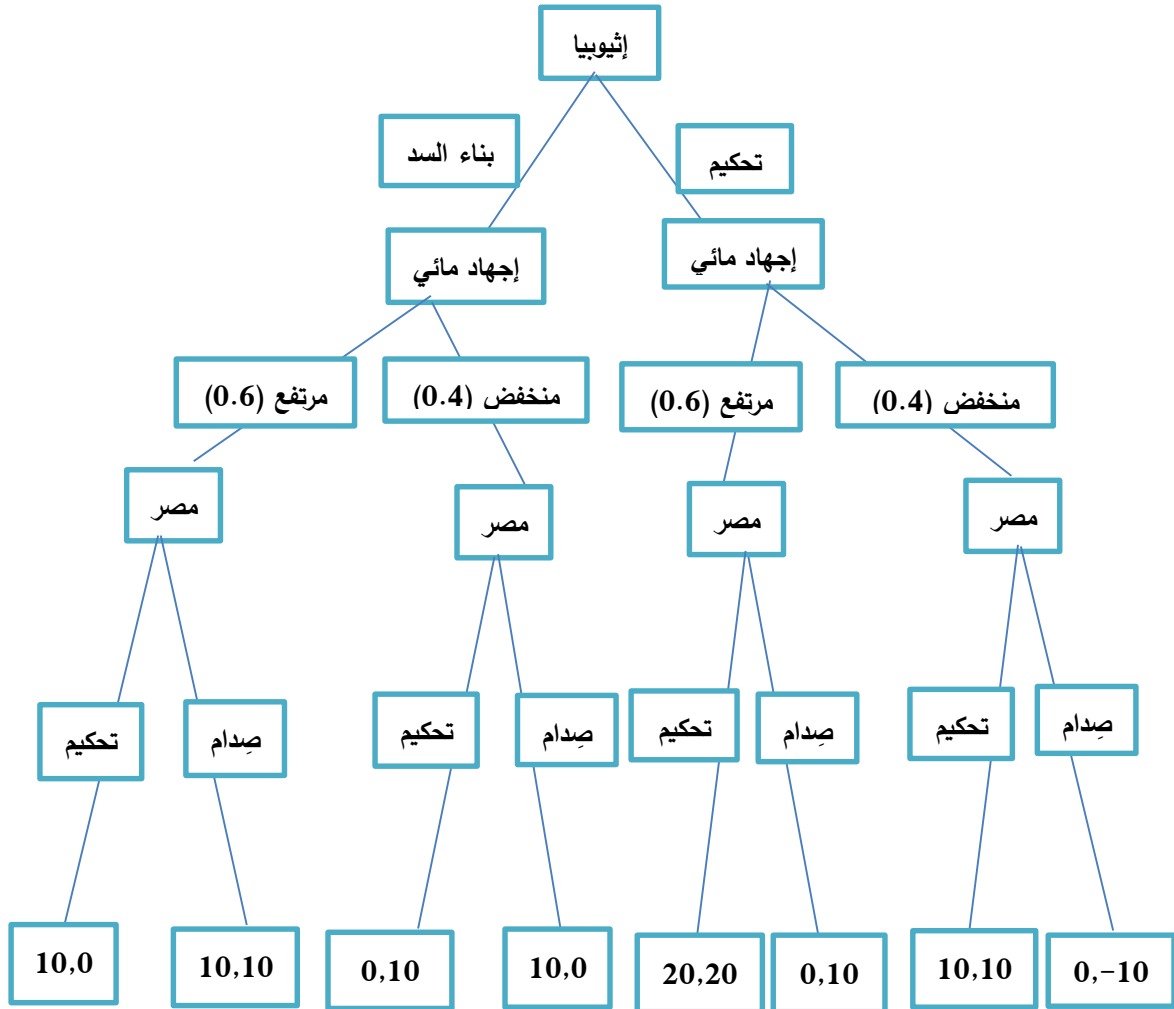 إثيوبيا
بناء السد
تحكيم
إجهاد مائي
إجهاد مائي
مرتفع (0.6)
منخفض (0.4)
مرتفع (0.6)
منخفض (0.4)
مصر
مصر
مصر
مصر
تحكيم
صِدام
تحكيم
صِدام
تحكيم
صِدام
تحكيم
صِدام
10,0
10,10
0,10
10,0
20,20
0,10
10,10
0,-10